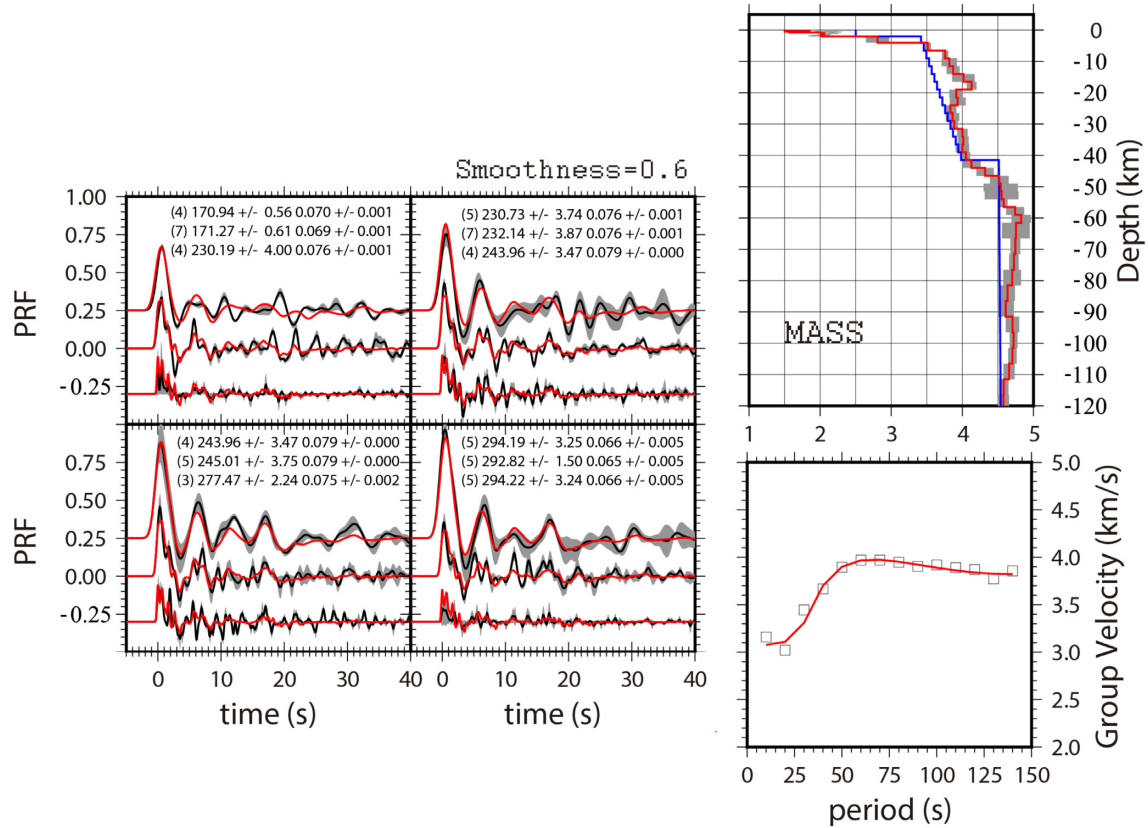 Smoothness=0.6
1.00
0.75
0.50
0.25
0.00
-0.25
PRF
(4) 170.94 +/- 0.56 0.070 +/- 0.001
(7) 171.27 +/- 0.61 0.069 +/- 0.001
(4) 230.19 +/- 4.00 0.076 +/- 0.001
(5) 230.73 +/- 3.74 0.076 +/- 0.001
(7) 232.14 +/- 3.87 0.076 +/- 0.001
(4) 243.96 +/- 3.47 0.079 +/- 0.000
0.75
0.50
0.25
0.00
-0.25
PRF
(4) 243.96 +/- 3.47 0.079 +/- 0.000
(5) 245.01 +/- 3.75 0.079 +/- 0.000
(3) 277.47 +/- 2.24 0.075 +/- 0.002
(5) 294.19 +/- 3.25 0.066 +/- 0.005
(5) 292.82 +/- 1.50 0.065 +/- 0.005
(5) 294.22 +/- 3.24 0.066 +/- 0.005
0 10 20 30 40
0 10 20 30 40
time (s)
time (s)
0
-10
-20
-30
-40
-50
-60
-70
-80
-90
-100
-110
-120
Depth (km)
MASS
1 2 3 4 5
5.0
4.5
4.0
3.5
3.0
2.5
2.0
Group Velocity (km/s)
0 25 50 75 100 125 150
period (s)